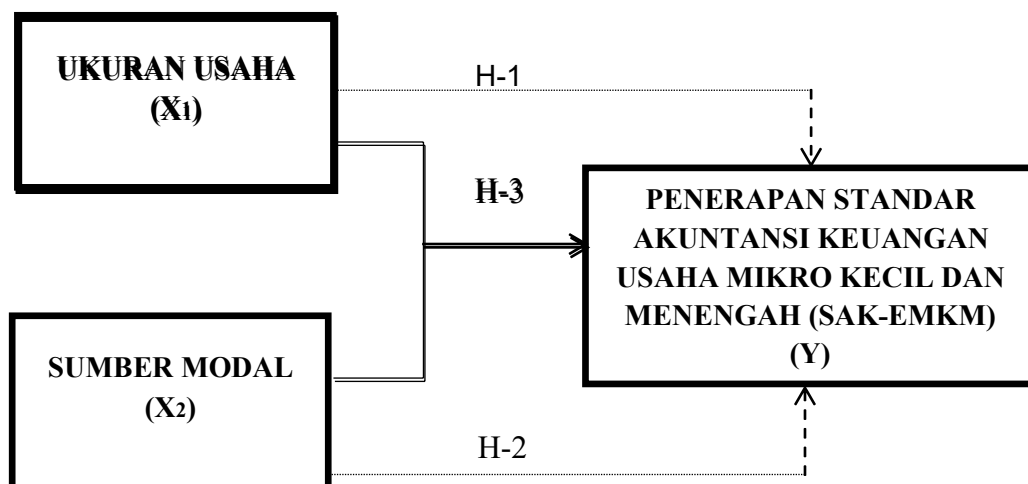 UKURAN USAHA
(X1)
H-1
H-3
PENERAPAN STANDAR
AKUNTANSI KEUANGAN
USAHA MIKRO KECIL DAN
MENENGAH (SAK-EMKM)
(Y)
SUMBER MODAL
(X2)
H-2